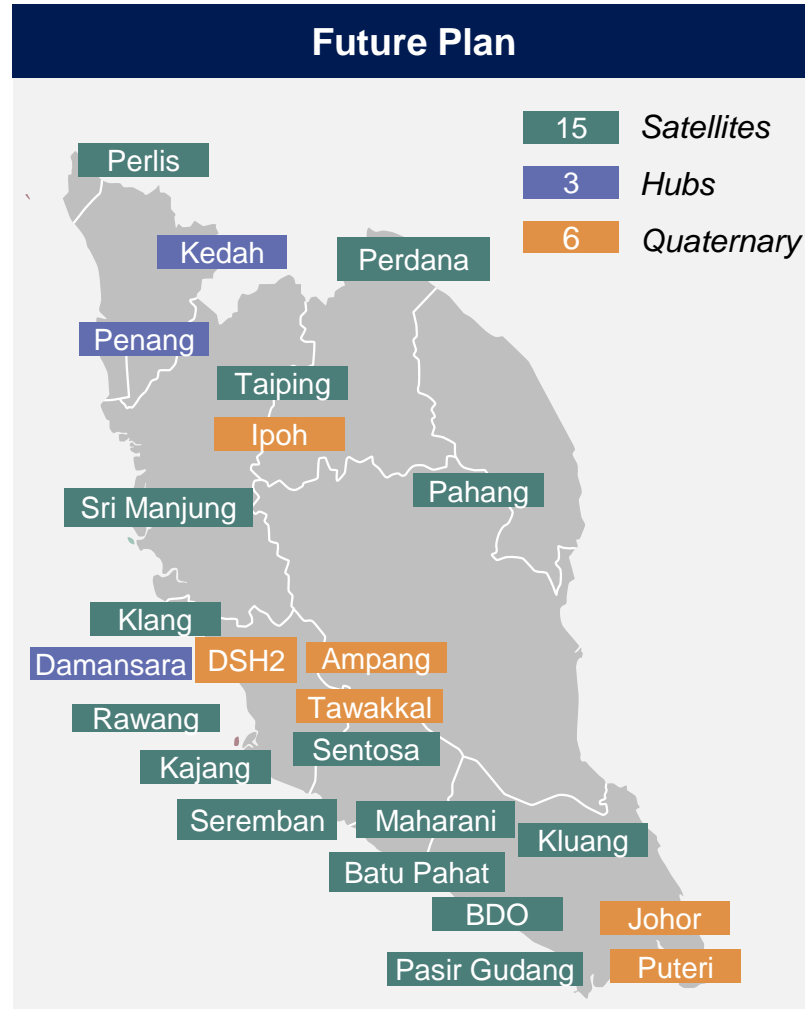 Future Plan
15 Satellites
3 Hubs
6 Quaternary
Perlis
Kedah
Perdana
Penang
Taiping
Ipoh
Pahang
Sri Manjung
Klang
Damansara
DSH2
Ampang
Rawang
Tawakkal
Kajang
Sentosa
Seremban
Maharani
Kluang
Batu Pahat
BDO
Johor
Pasir Gudang
Puteri